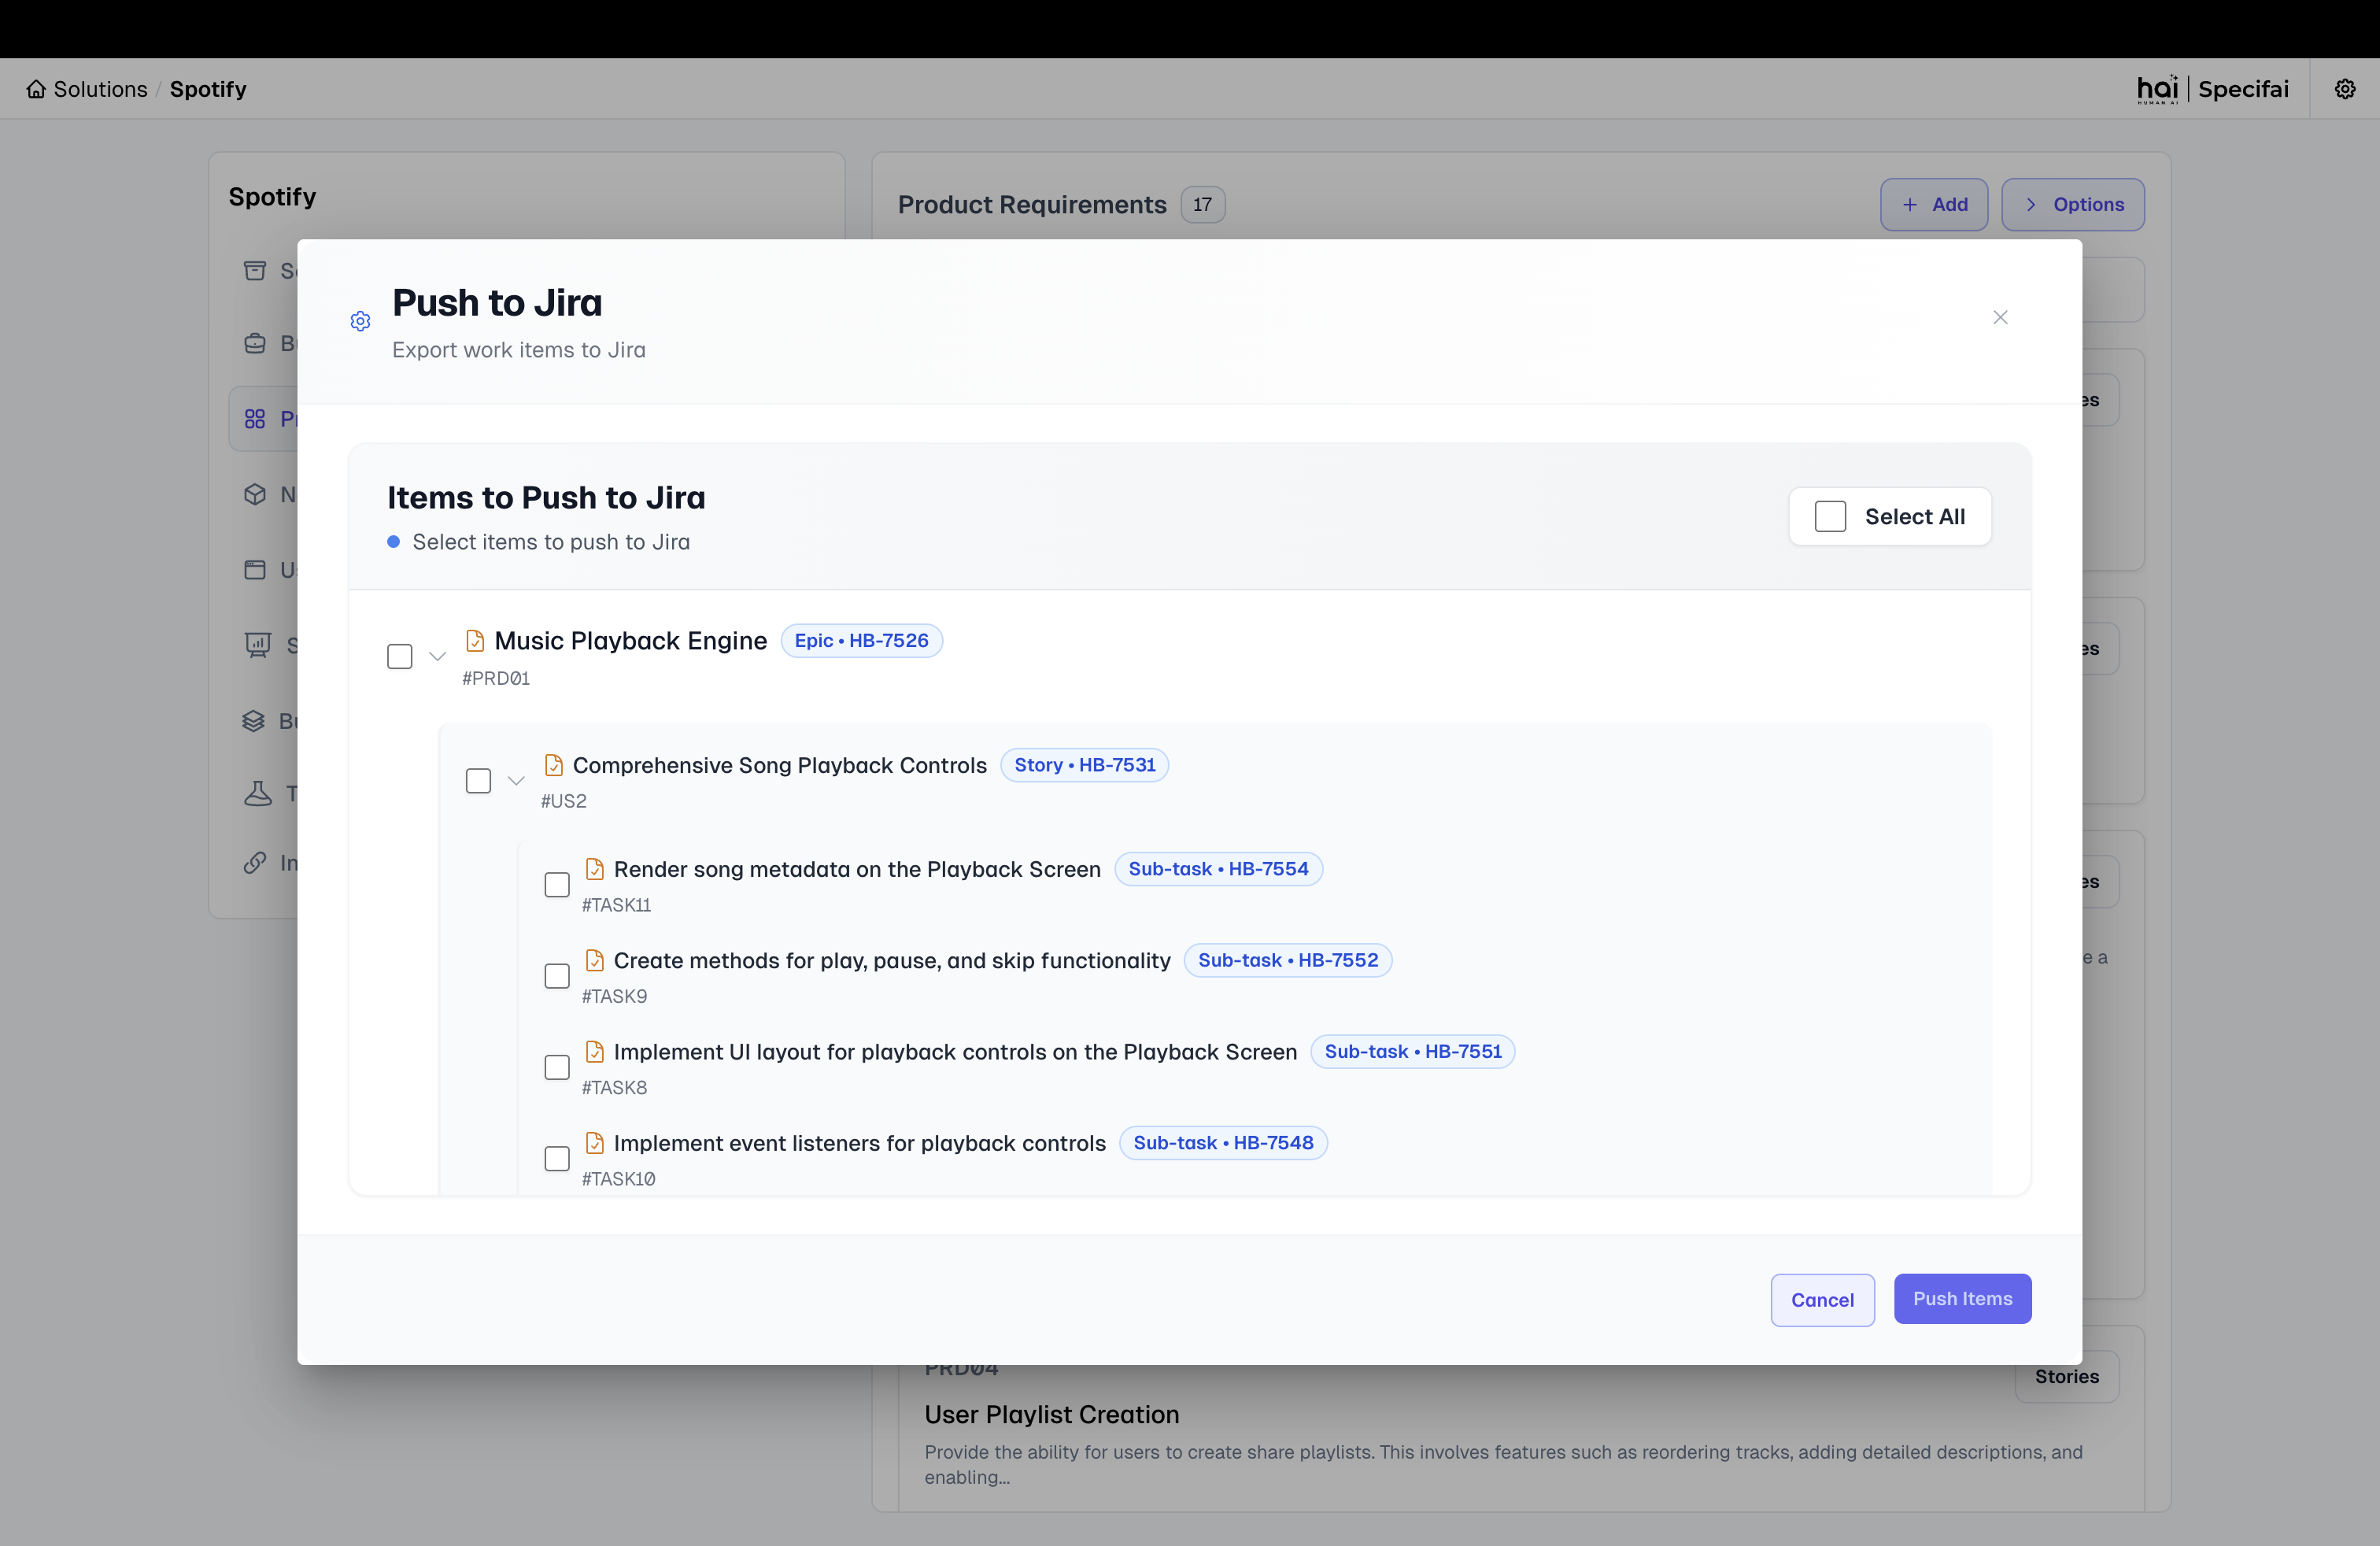 Solutions / Spotify
hai | Specifai
HUMAN AI
Spotify
Product Requirements 17
+ Add
Options
Push to Jira
Export work items to Jira
Items to Push to Jira
Select items to push to Jira
Select All
Music Playback Engine Epic • HB-7526
#PRD01
Comprehensive Song Playback Controls Story • HB-7531
#US2
Render song metadata on the Playback Screen Sub-task • HB-7554
#TASK11
Create methods for play, pause, and skip functionality Sub-task • HB-7552
#TASK9
Implement UI layout for playback controls on the Playback Screen Sub-task • HB-7551
#TASK8
Implement event listeners for playback controls Sub-task • HB-7548
#TASK10
Cancel
Push Items
PRD04
Stories
User Playlist Creation
Provide the ability for users to create share playlists. This involves features such as reordering tracks, adding detailed descriptions, and
enabling...